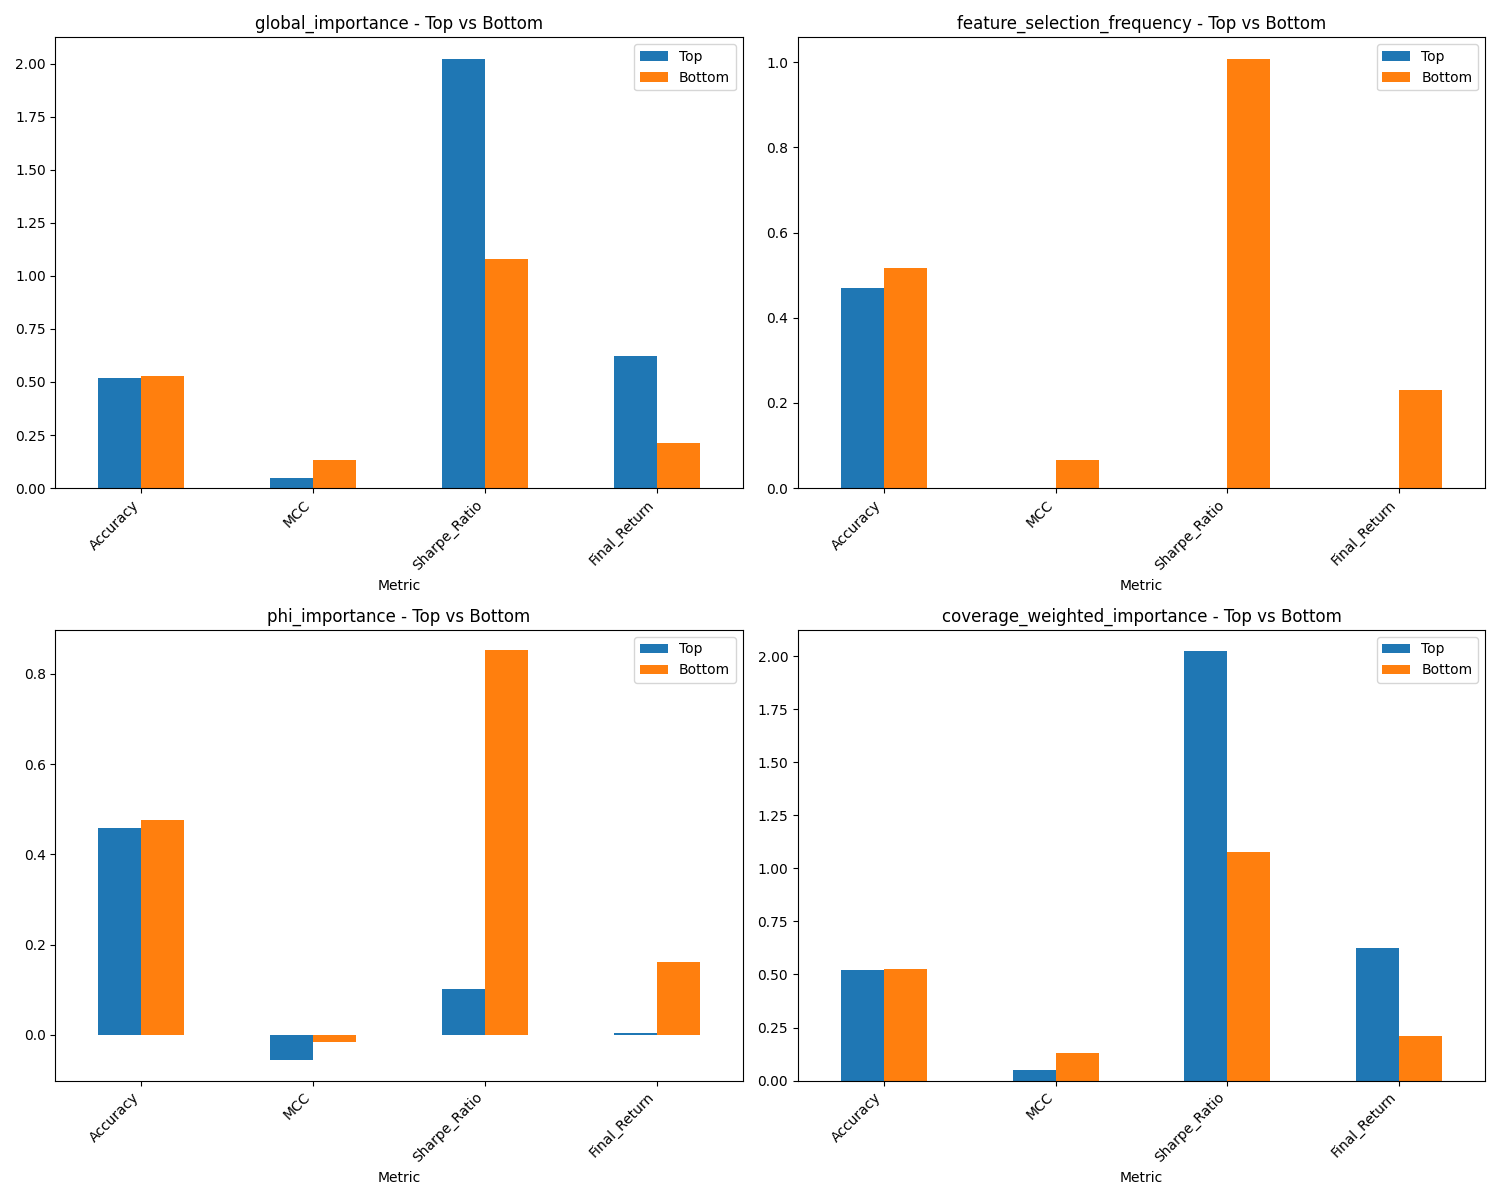 global_importance - Top vs Bottom
Top
Bottom
2.00
1.75
1.50
1.25
1.00
0.75
0.50
0.25
0.00
Accuracy
MCC
Sharpe_Ratio
Final_Return
Metric
feature_selection_frequency - Top vs Bottom
Top
Bottom
1.0
0.8
0.6
0.4
0.2
0.0
Accuracy
MCC
Sharpe_Ratio
Final_Return
Metric
phi_importance - Top vs Bottom
Top
Bottom
0.8
0.6
0.4
0.2
0.0
Accuracy
MCC
Sharpe_Ratio
Final_Return
Metric
coverage_weighted_importance - Top vs Bottom
Top
Bottom
2.00
1.75
1.50
1.25
1.00
0.75
0.50
0.25
0.00
Accuracy
MCC
Sharpe_Ratio
Final_Return
Metric